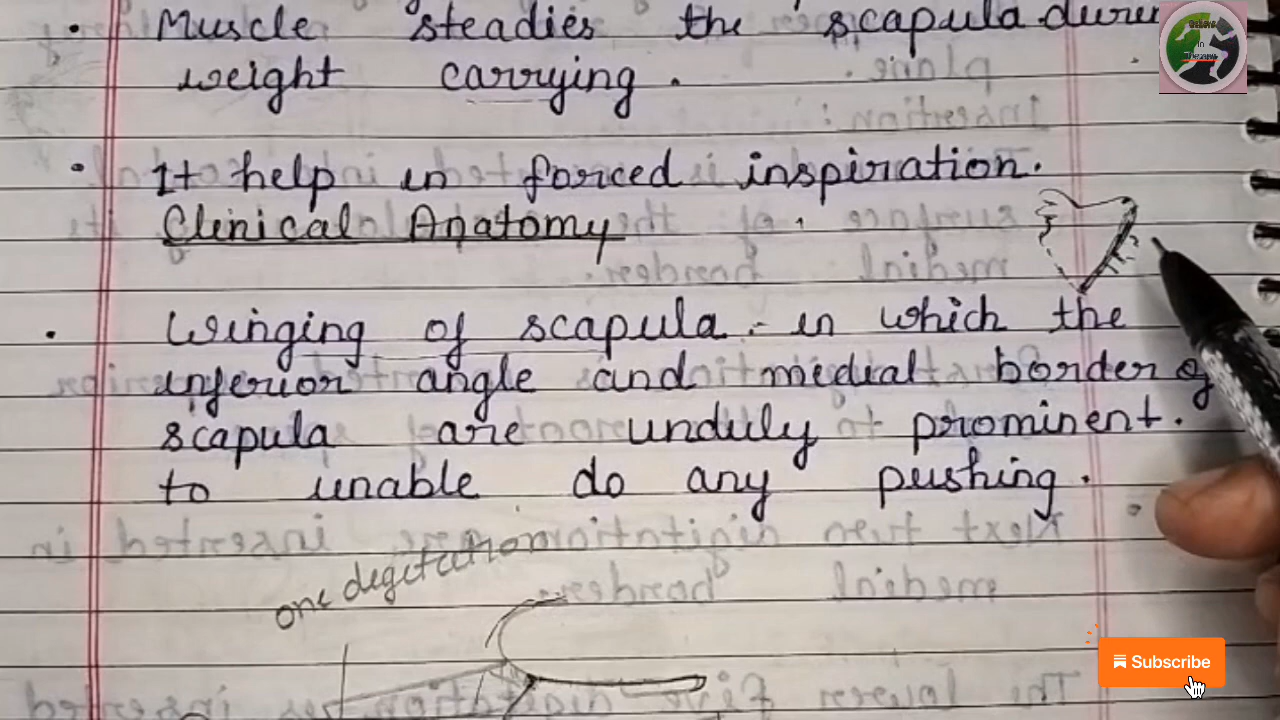 • Muscle steadies the scapula durin
weight carrying.
• It help in forced inspiration.
Clinical Anatomy
• Winging of scapula :- in which the
inferior angle and medial border of
scapula are unduly prominent.
to unable do any pushing.
one degitation
Subscribe